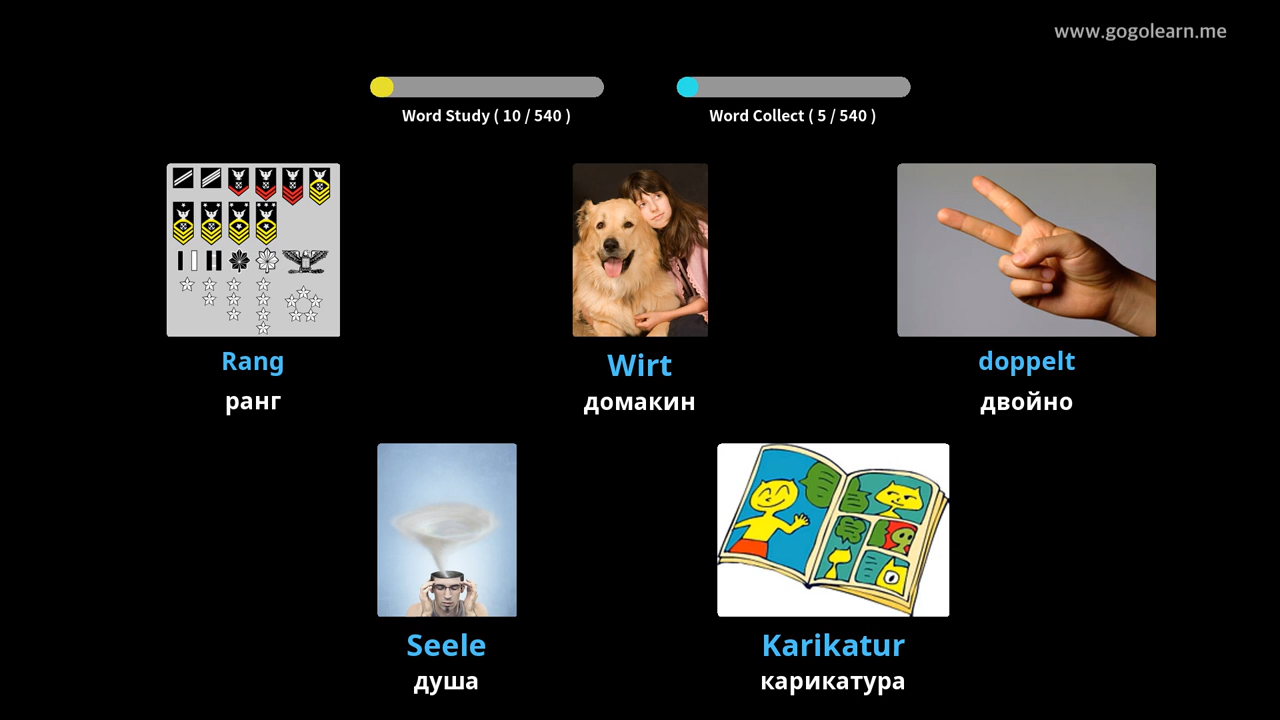 www.gogolearn.me
Word Study ( 10 / 540 )
Word Collect ( 5 / 540 )
Rang
ранг
Wirt
домакин
doppelt
двойно
Seele
душа
Karikatur
карикатура